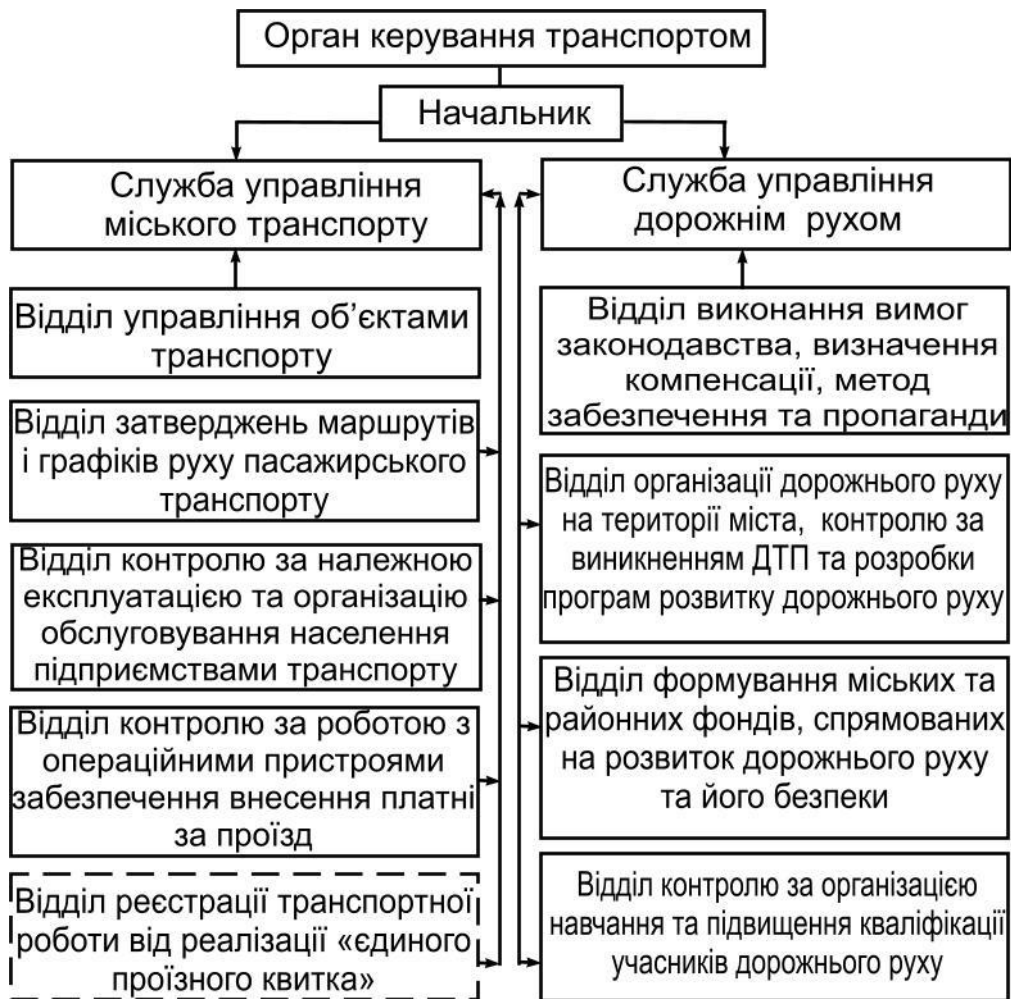 Орган керування транспортом
Начальник
Служба управління
міського транспорту
Служба управління
дорожнім рухом
Відділ управління об’єктами
транспорту
Відділ затверджень маршрутів
і графіків руху пасажирського
транспорту
Відділ контролю за належною
експлуатацією та організацію
обслуговування населення
підприємствами транспорту
Відділ контролю за роботою з
операційними пристроями
забезпечення внесення платні
за проїзд
Відділ реєстрації транспортної
роботи від реалізації «єдиного
проїзного квитка»
Відділ виконання вимог
законодавства, визначення
компенсації, метод
забезпечення та пропаганди
Відділ організації дорожнього руху
на території міста, контролю за
виникненням ДТП та розробки
програм розвитку дорожнього руху
Відділ формування міських та
районних фондів, спрямованих
на розвиток дорожнього руху
та його безпеки
Відділ контролю за організацією
навчання та підвищення кваліфікації
учасників дорожнього руху